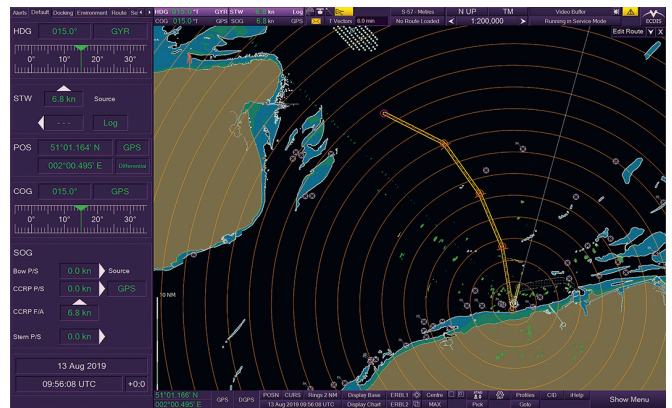 Alerts Default Docking Environment Route Se
HDG 015.0° GYR
0° 10° 20° 30°
STW 6.8 kn Source
- - - Log
POS 51°01.164' N GPS
002°00.495' E Differential
COG 015.0° GPS
0° 10° 20° 30°
SOG
Bow P/S 0.0 kn Source
CCRP P/S 0.0 kn GPS
CCRP F/A 6.8 kn
Stern P/S 0.0 kn
13 Aug 2019
09:56:08 UTC +0:0
HDG 015.0 °T GYR STW 6.8 kn Log
COG 015.0 °T GPS SOG 6.8 kn GPS
T Vectors 6.0 min
S-57 - Metres
No Route Loaded
N UP TM
1:200,000
Video Buffer
Running in Service Mode
ECDIS
Edit Route X
10 NM
51°01.166' N
002°00.495' E
GPS DGPS
POSN CURS Rings 2 NM
13 Aug 2019 09:56:08 UTC
Display Base
Display Chart
ERBL1
ERBL2
Centre
MAX
Pick
Profiles CID iHelp
Goto
Show Menu